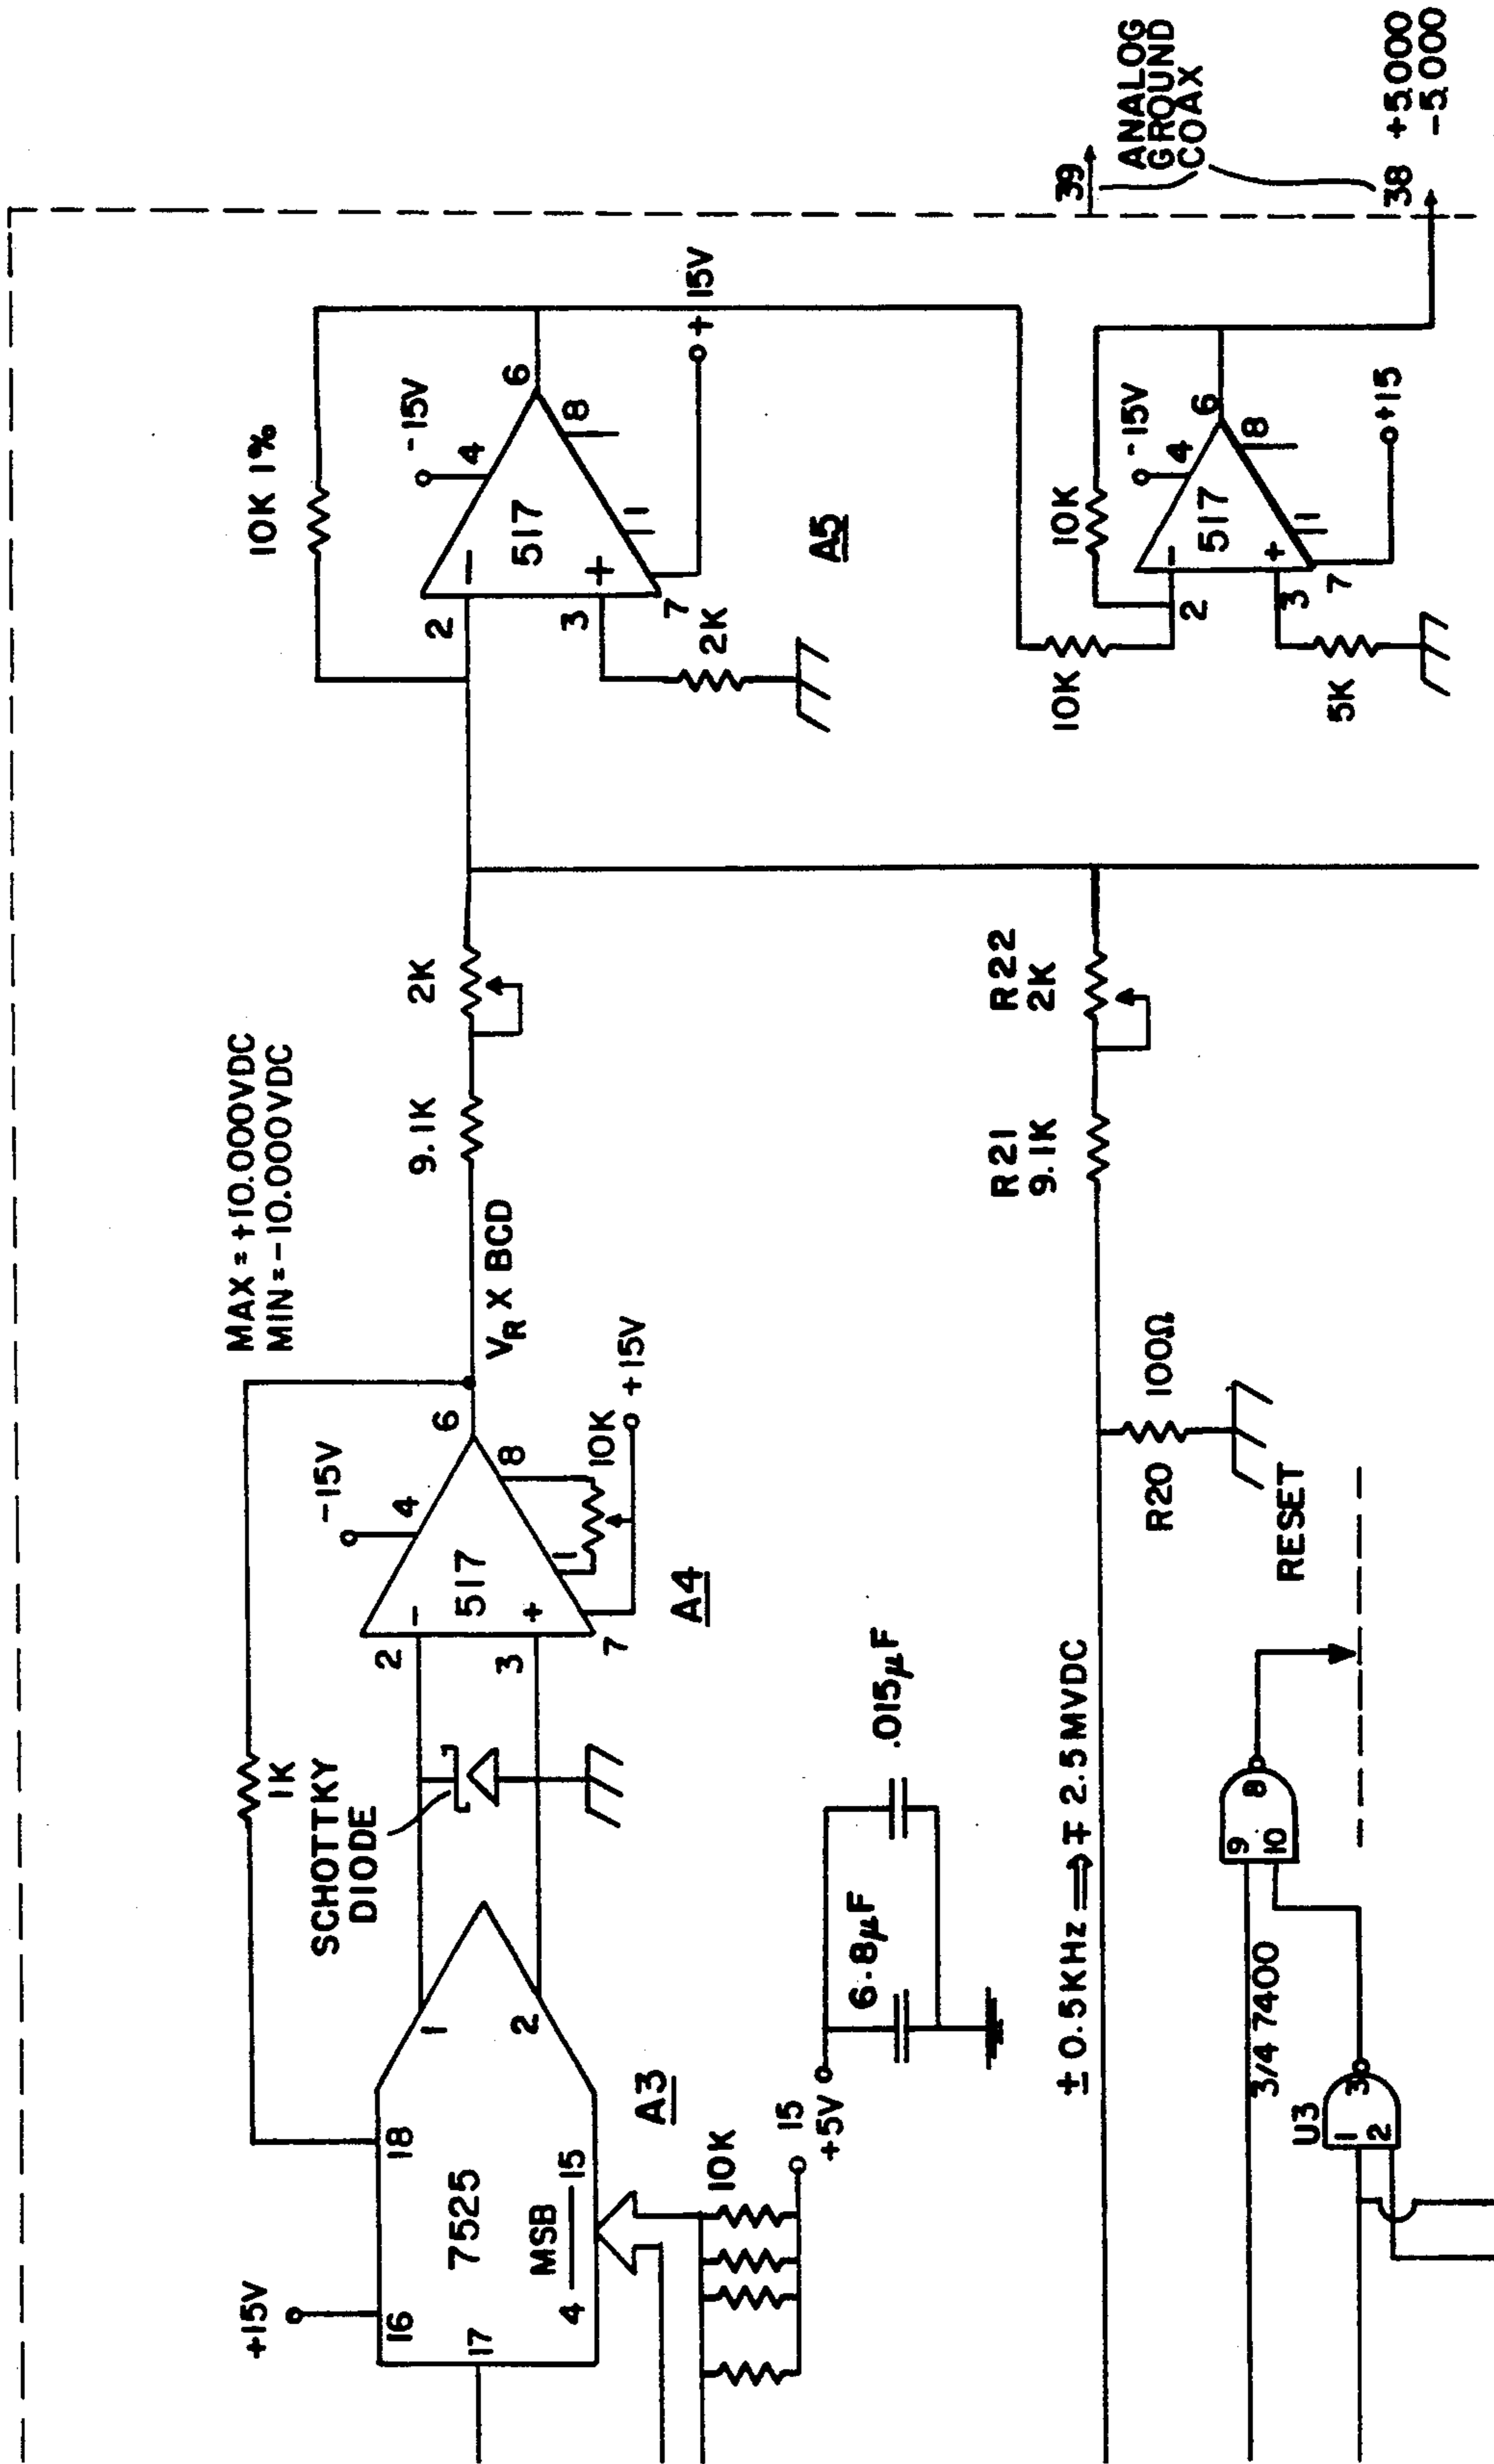 MAX = +10.000VDC
MIN = -10.000VDC
10K 1%
1K
SCHOTTKY
DIODE
+15V
16
18
17
7525
1
2
MSB
4
15
A3
-15V
2
4
517
-
+
3
6
8
1
7
10K
+15V
A4
VR X BCD
9.1K
2K
-15V
2
4
517
-
+
3
6
8
1
7
2K
+15V
A5
10K
15
+5V
6.8µF
.015µF
39
ANALOG
GROUND
COAX
38
+5.000
-5.000
10K
10K
-15V
2
4
517
-
+
3
6
8
1
7
5K
+15
± 0.5KHz ⟹ ∓ 2.5MVDC
R21
9.1K
R22
2K
R20
100Ω
RESET
3/4 7400
9
10
8
U3
1
2
3